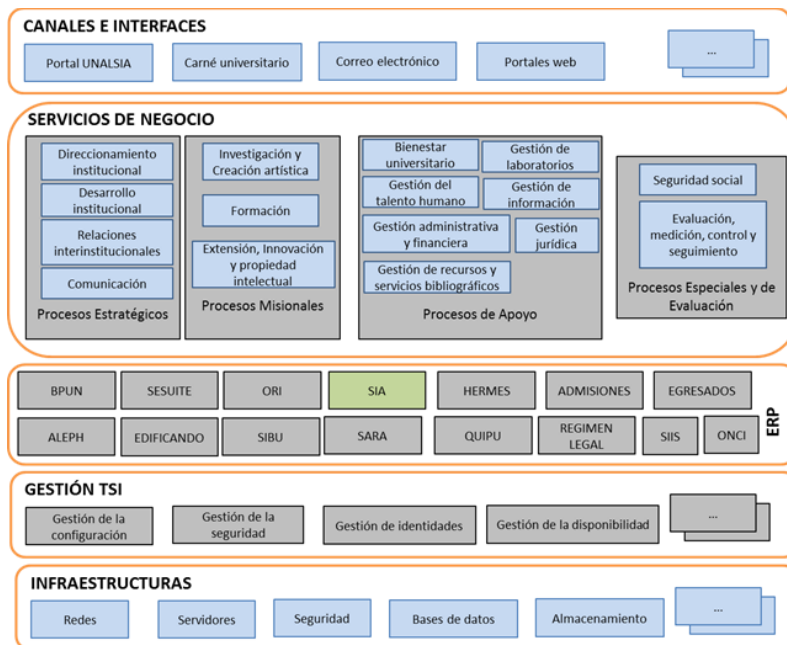 CANALES E INTERFACES
Portal UNALSIA
Carné universitario
Correo electrónico
Portales web
...
SERVICIOS DE NEGOCIO
Direccionamiento
institucional
Desarrollo
institucional
Relaciones
interinstitucionales
Comunicación
Procesos Estratégicos
Investigación y
Creación artística
Formación
Extensión, Innovación
y propiedad
intelectual
Procesos Misionales
Bienestar
universitario
Gestión de
laboratorios
Gestión del
talento humano
Gestión de
información
Gestión administrativa
y financiera
Gestión
jurídica
Gestión de recursos y
servicios bibliográficos
Procesos de Apoyo
Seguridad social
Evaluación,
medición, control y
seguimiento
Procesos Especiales y de
Evaluación
BPUN
SESUITE
ORI
SIA
HERMES
ADMISIONES
EGRESADOS
ALEPH
EDIFICANDO
SIBU
SARA
QUIPU
REGIMEN
LEGAL
SIIS
ONCI
ERP
GESTIÓN TSI
Gestión de la
configuración
Gestión de la
seguridad
Gestión de identidades
Gestión de la disponibilidad
...
INFRAESTRUCTURAS
Redes
Servidores
Seguridad
Bases de datos
Almacenamiento
...